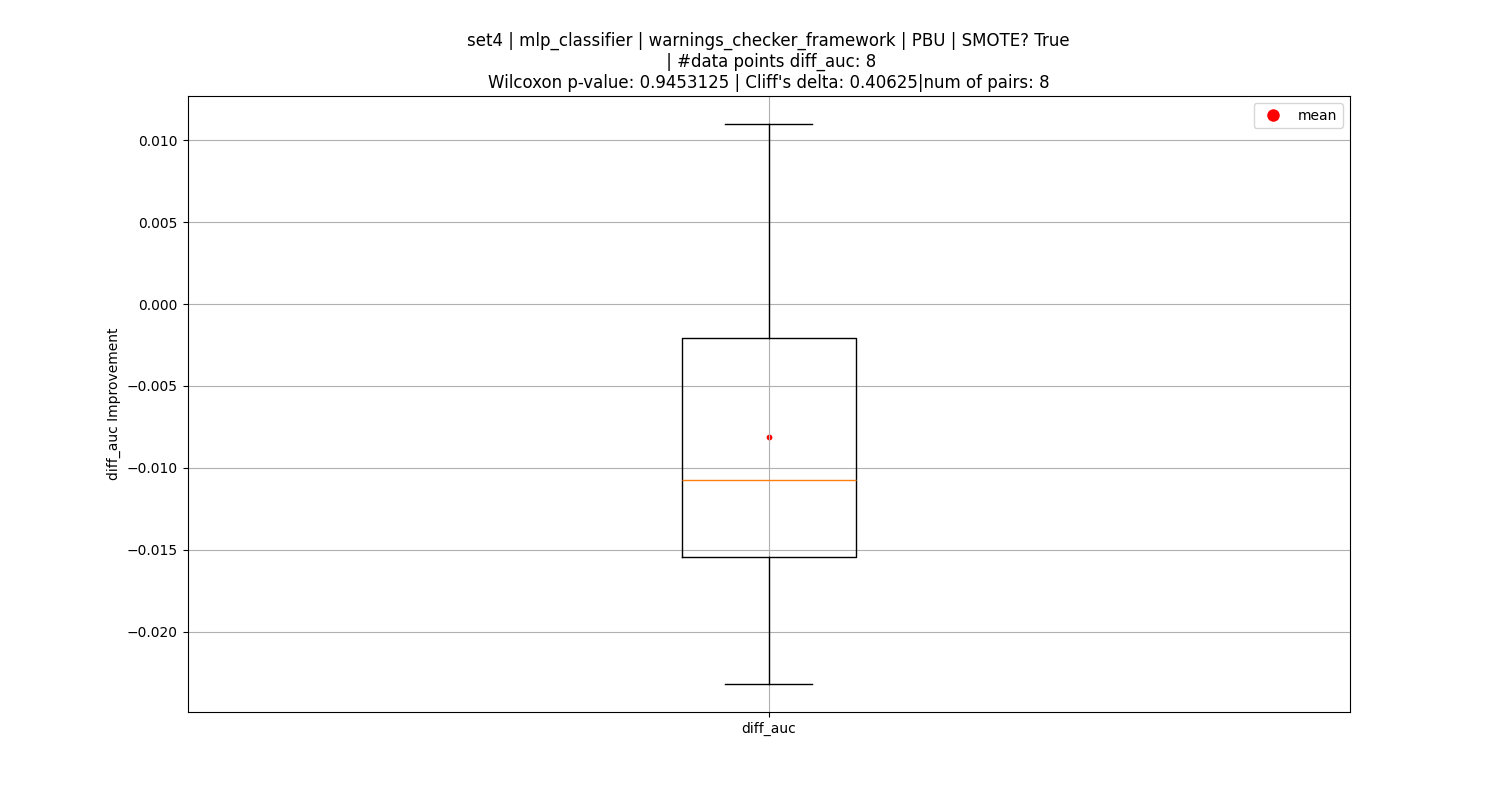 set4 | mlp_classifier | warnings_checker_framework | PBU | SMOTE? True
| #data points diff_auc: 8
Wilcoxon p-value: 0.9453125 | Cliff's delta: 0.40625|num of pairs: 8
mean
0.010
0.005
0.000
−0.005
−0.010
−0.015
−0.020
diff_auc Improvement
diff_auc